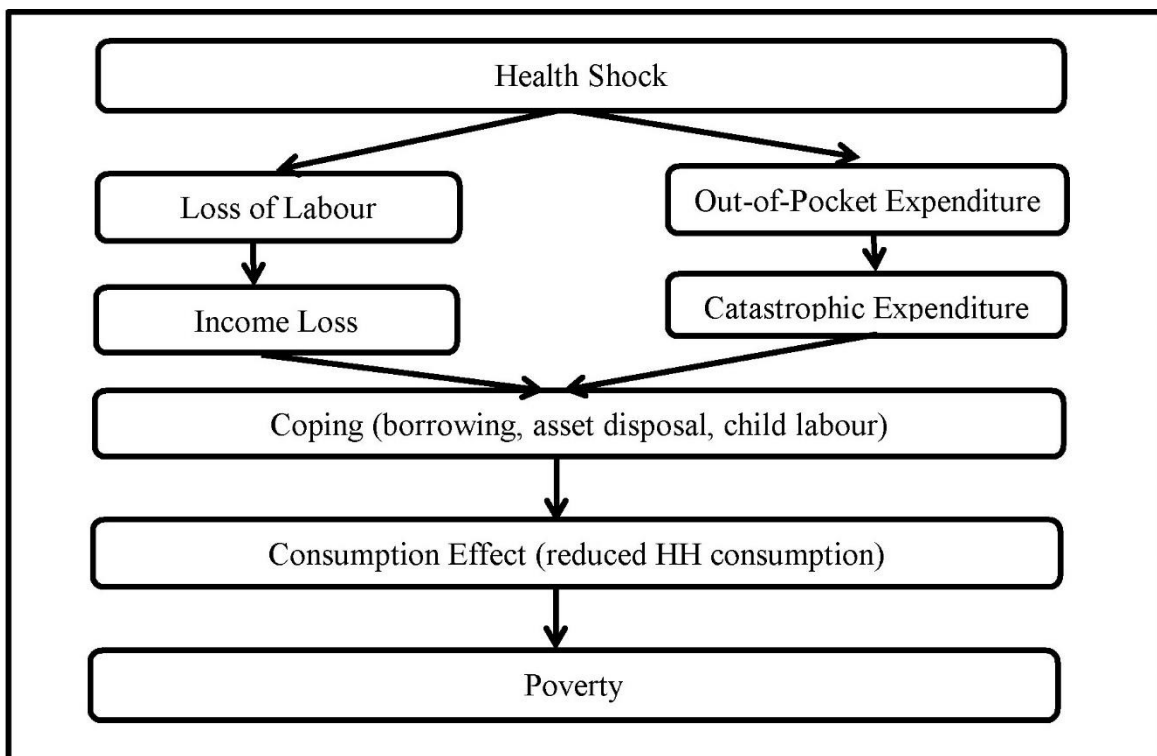 Health Shock
Loss of Labour
Out-of-Pocket Expenditure
Income Loss
Catastrophic Expenditure
Coping (borrowing, asset disposal, child labour)
Consumption Effect (reduced HH consumption)
Poverty